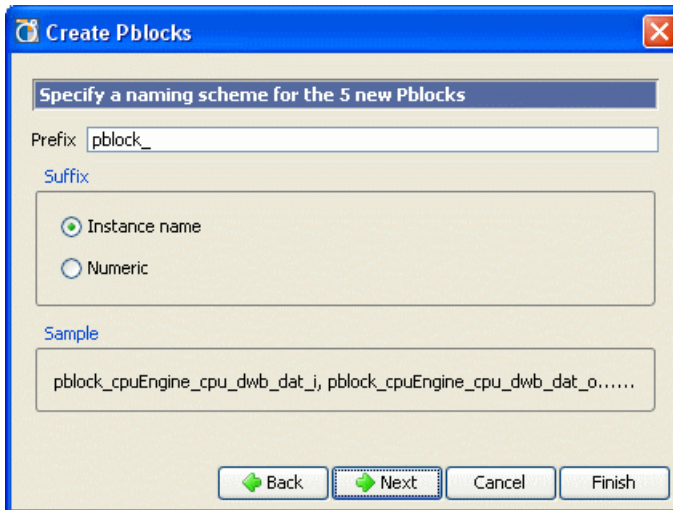 Create Pblocks
Specify a naming scheme for the 5 new Pblocks
Prefix pblock_
Suffix
Instance name
Numeric
Sample
pblock_cpuEngine_cpu_dwb_dat_i, pblock_cpuEngine_cpu_dwb_dat_o......
Back Next Cancel Finish